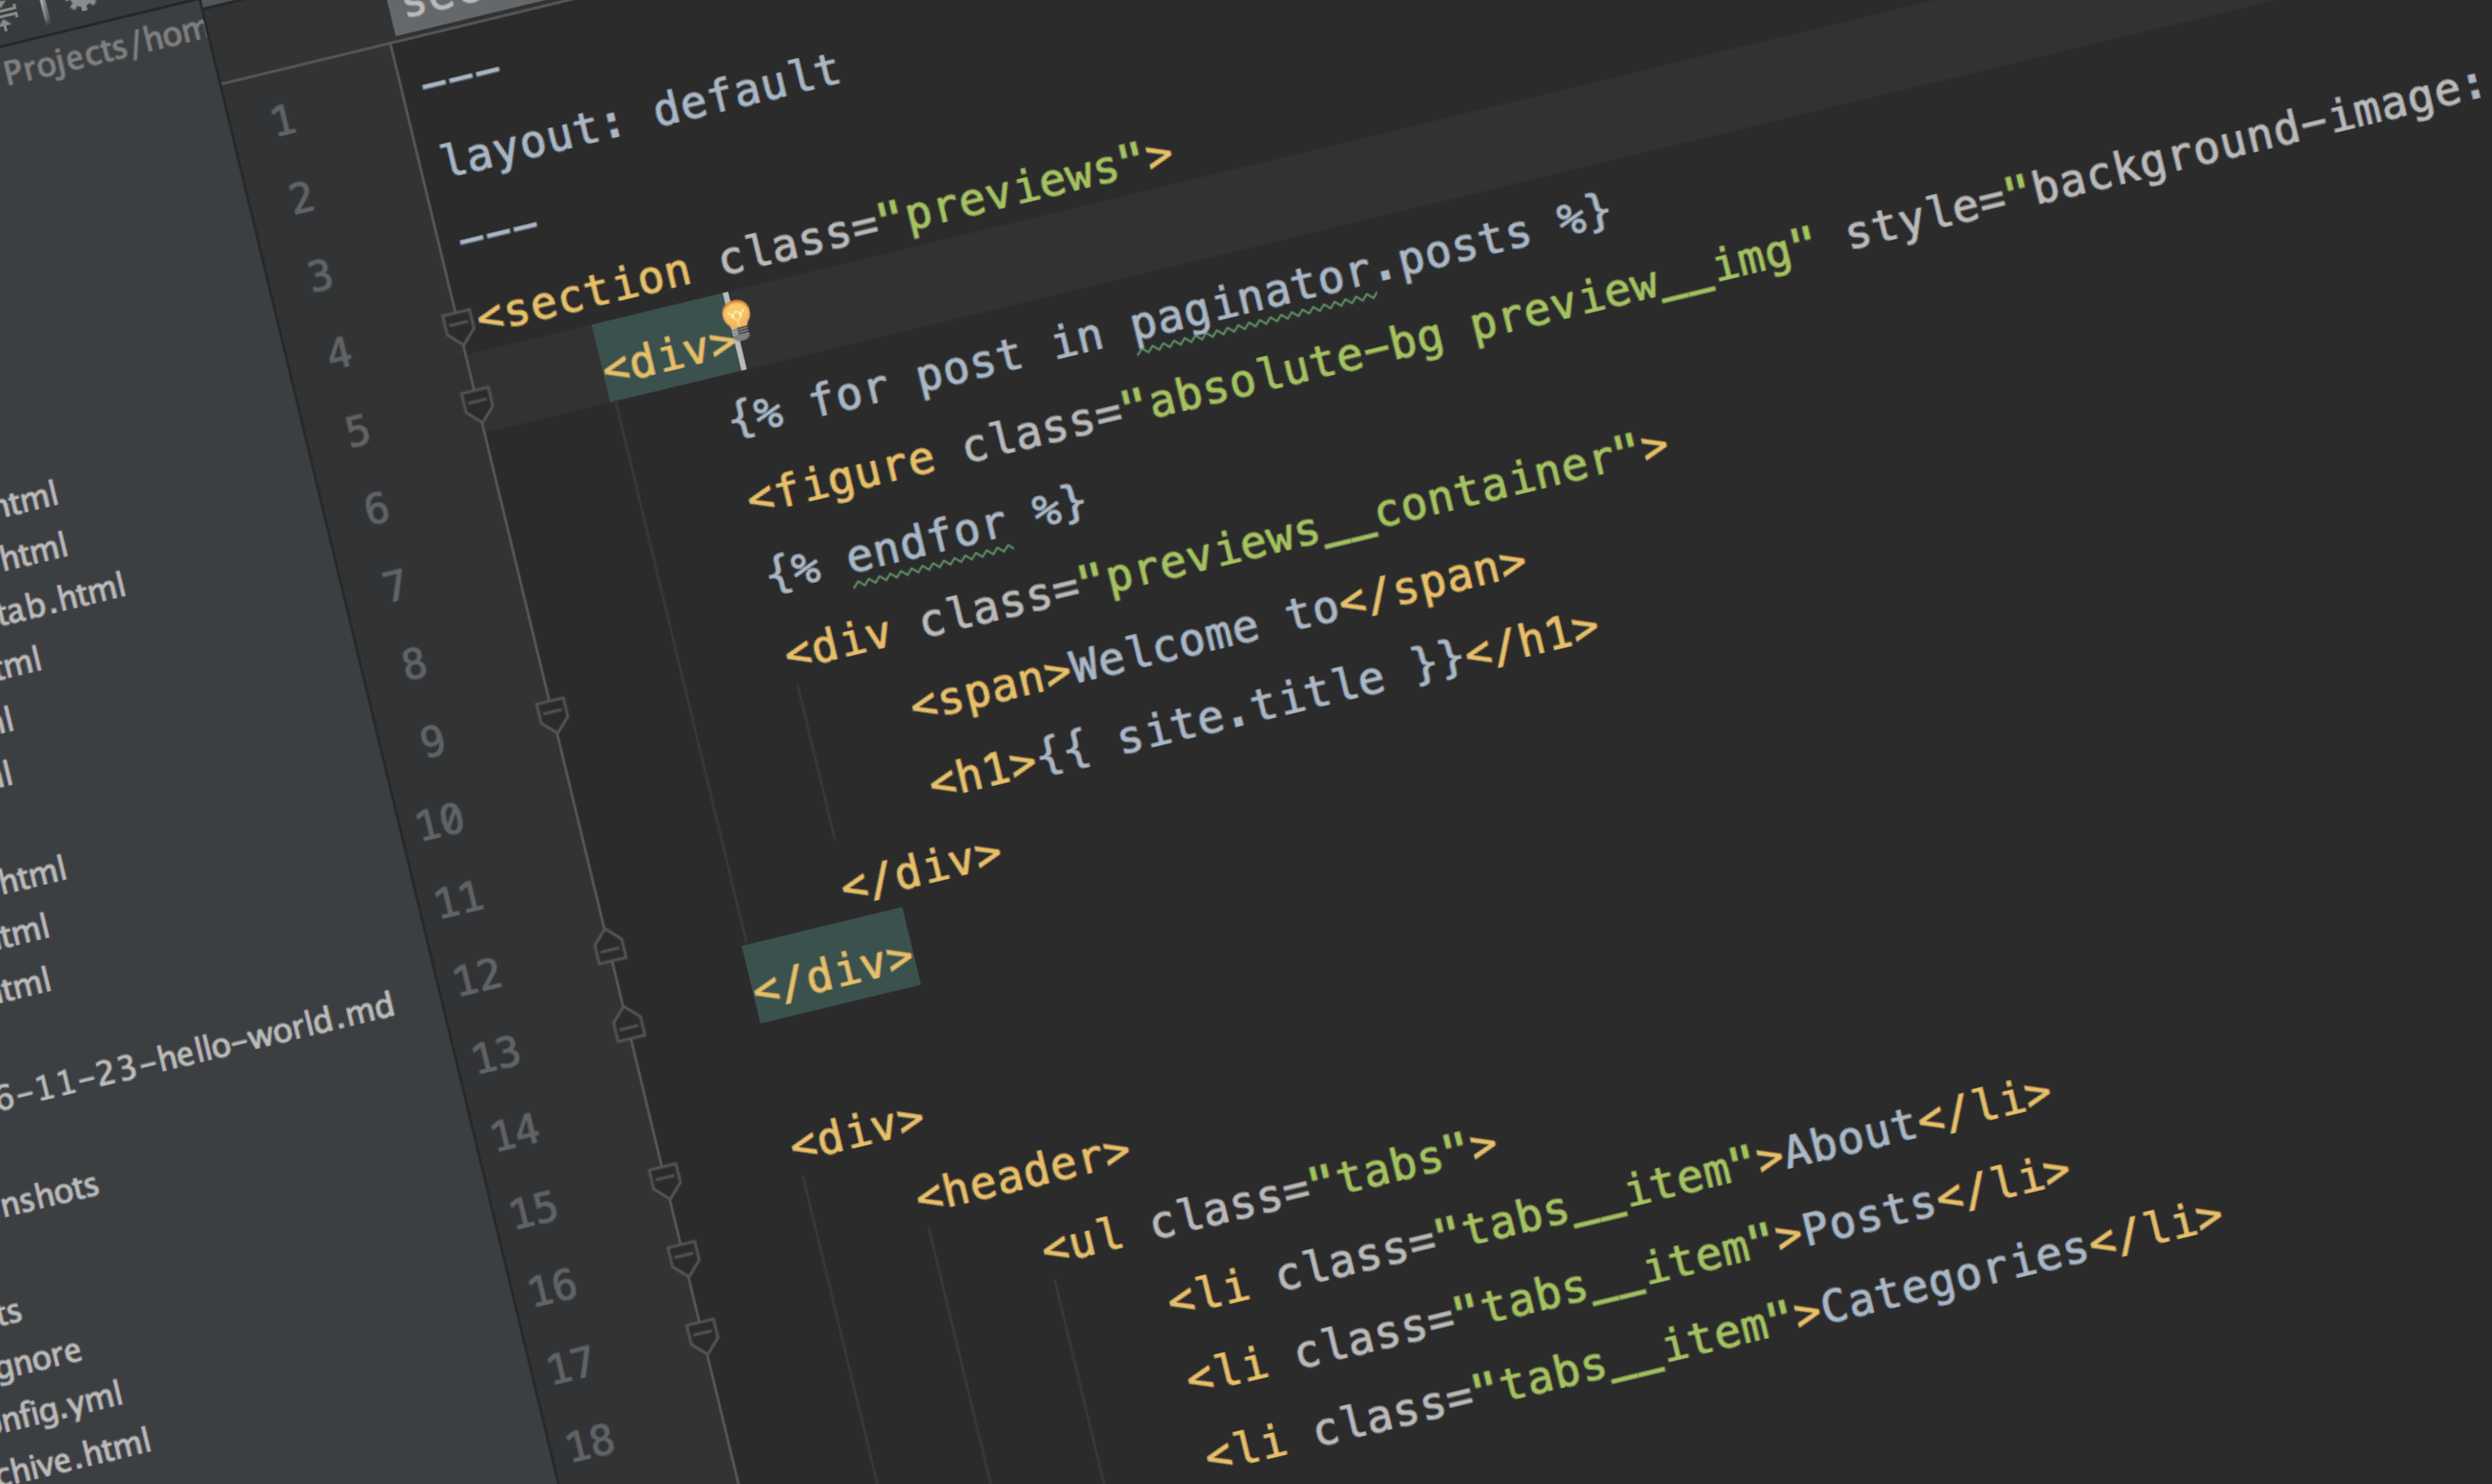 Projects/hom
html
html
tab.html
tml
ml
html
tml
tml
6-11-23-hello-world.md
nshots
ts
gnore
nfig.yml
chive.html
1
2
3
4
5
6
7
8
9
10
11
12
13
14
15
16
17
18
---
layout: default
---
<section class="previews">
<div>
{% for post in paginator.posts %}
<figure class="absolute-bg preview__img" style="background-image:
{% endfor %}
<div class="previews__container">
<span>Welcome to</span>
<h1>{{ site.title }}</h1>
</div>
</div>
<div>
<header>
<ul class="tabs">
<li class="tabs__item">About</li>
<li class="tabs__item">Posts</li>
<li class="tabs__item">Categories</li>